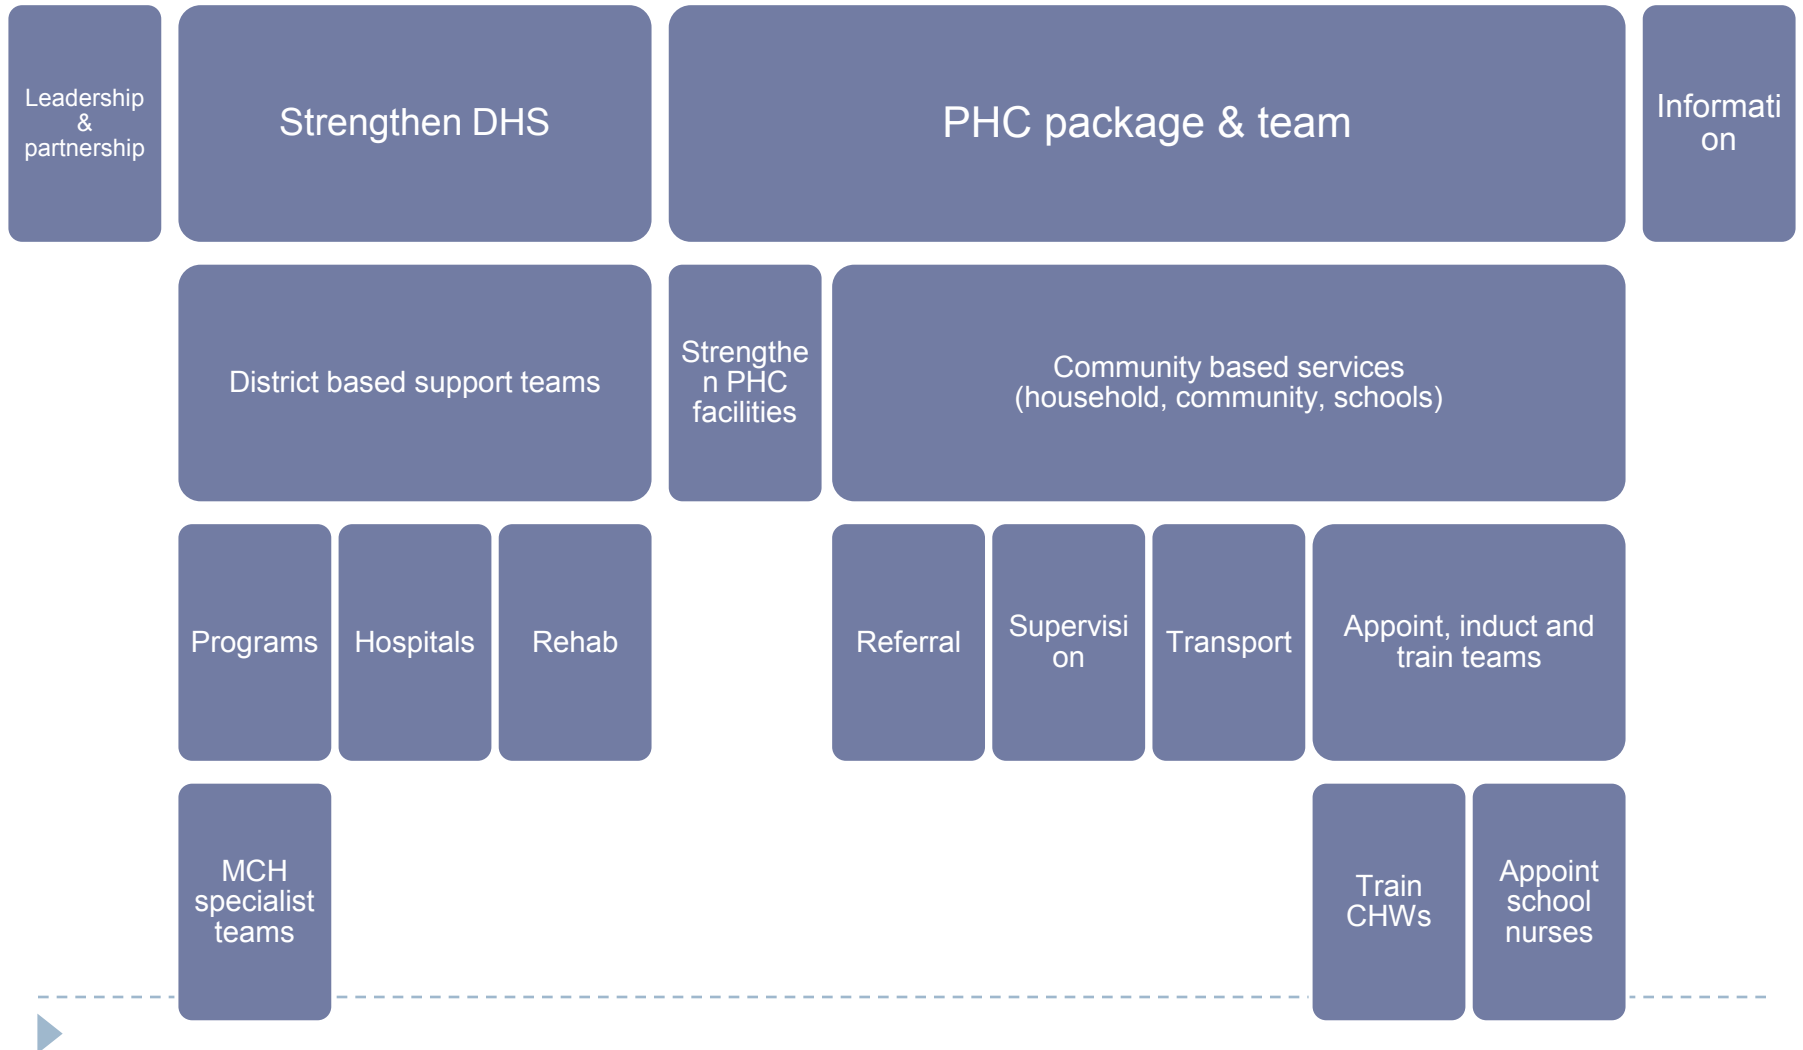 Leadership
&
partnership
Strengthen DHS
PHC package & team
Informati
on
District based support teams
Strengthe
n PHC
facilities
Community based services
(household, community, schools)
Programs
Hospitals
Rehab
Referral
Supervisi
on
Transport
Appoint, induct and
train teams
MCH
specialist
teams
Train
CHWs
Appoint
school
nurses